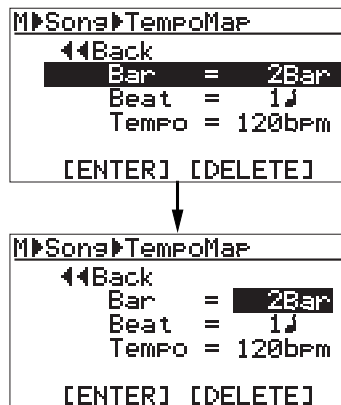 M▶Song▶TempoMap
◀◀Back
Bar = 2Bar
Beat = 1♩
Tempo = 120bpm
[ENTER] [DELETE]
M▶Song▶TempoMap
◀◀Back
Bar = 2Bar
Beat = 1♩
Tempo = 120bpm
[ENTER] [DELETE]